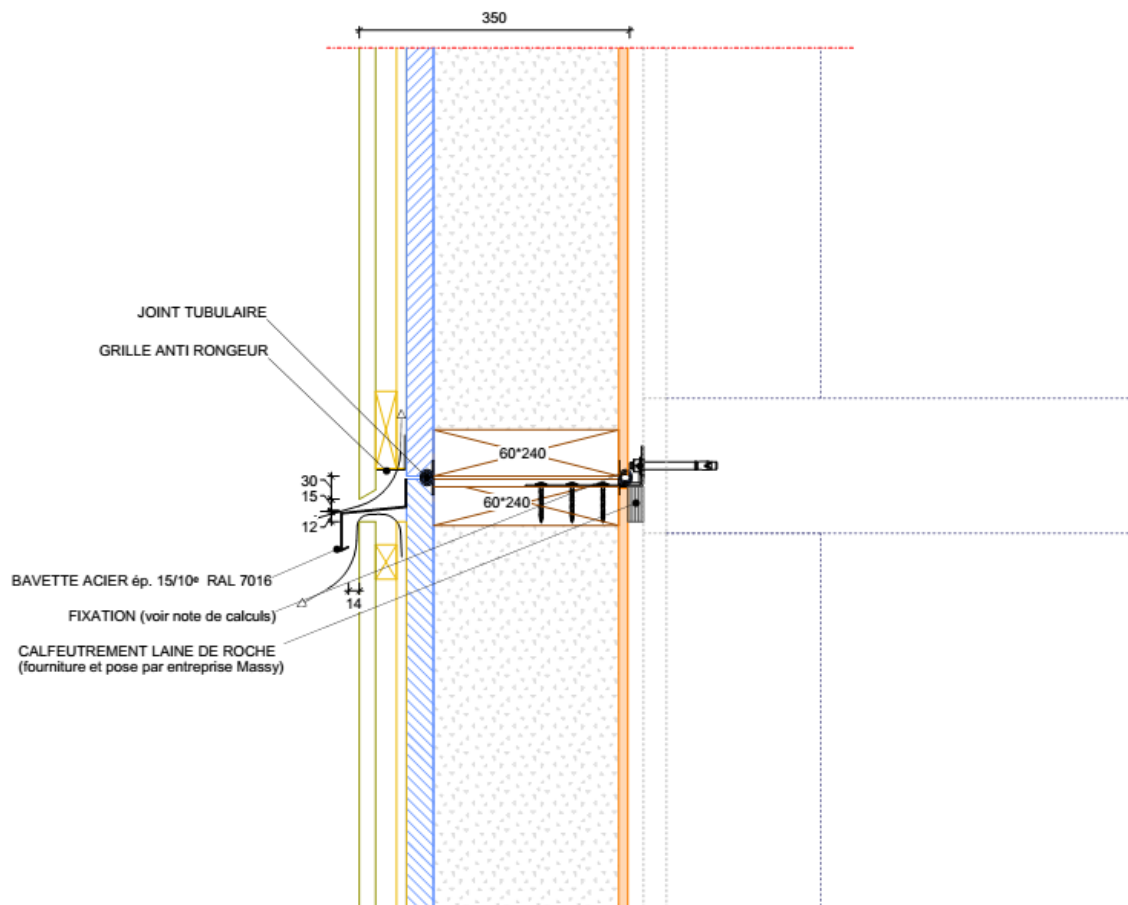 350
JOINT TUBULAIRE
GRILLE ANTI RONGEUR
60*240
30
15
60*240
12
BAVETTE ACIER ép. 15/10e RAL 7016
14
FIXATION (voir note de calculs)
CALFEUTREMENT LAINE DE ROCHE
(fourniture et pose par entreprise Massy)